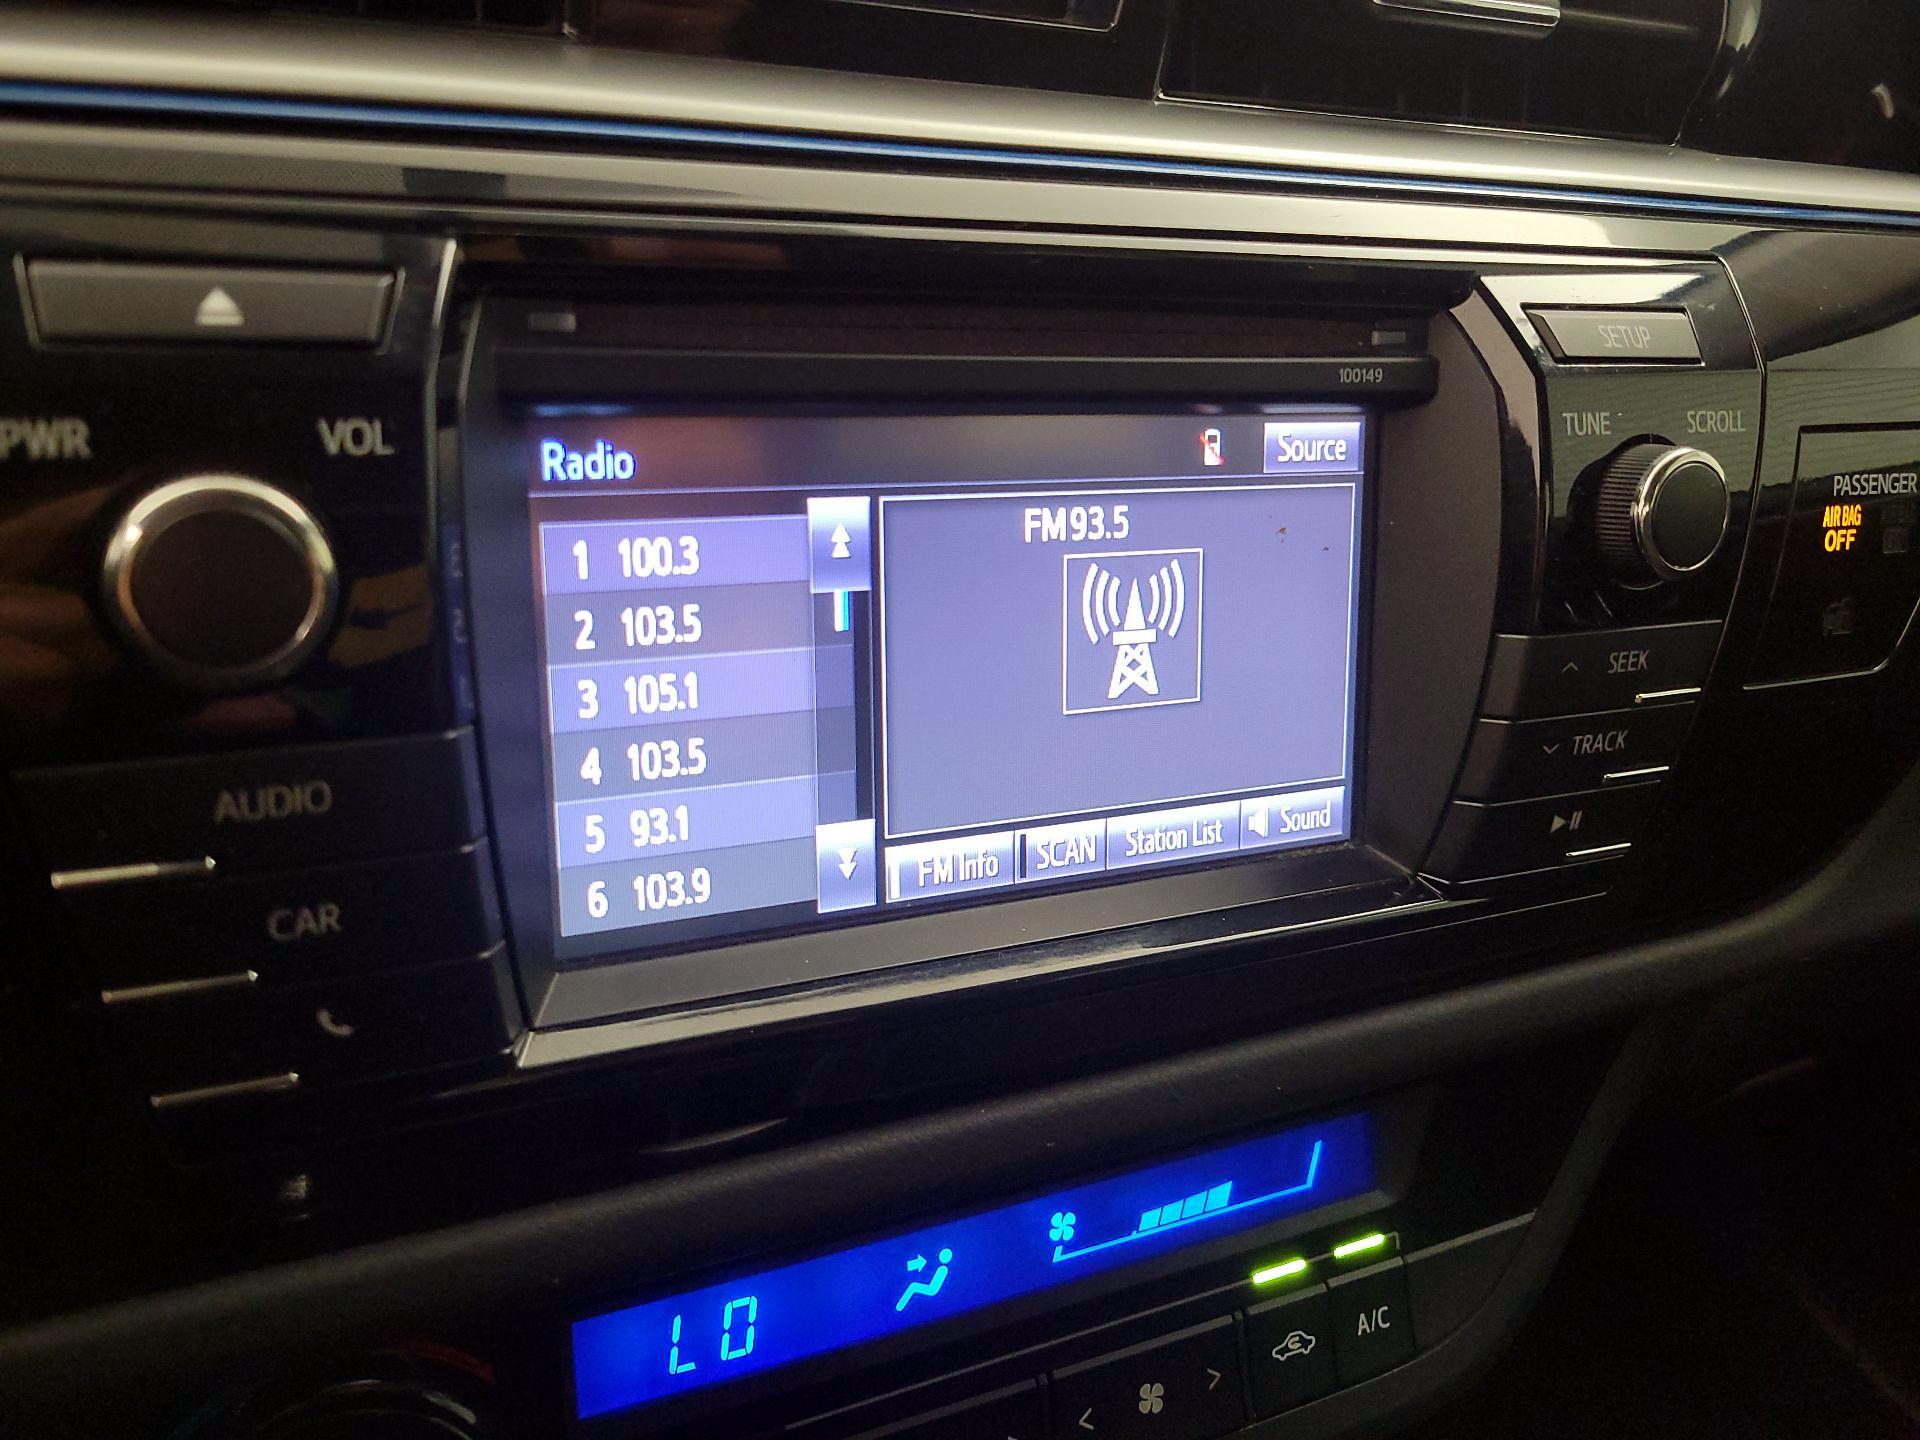 100149
SETUP
PWR VOL
Radio
Source
TUNE SCROLL
1 100.3
2 103.5
3 105.1
4 103.5
5 93.1
6 103.9
FM 93.5
FM Info SCAN Station List Sound
PASSENGER
AIR BAG
OFF
SEEK
TRACK
AUDIO
CAR
LO
A/C